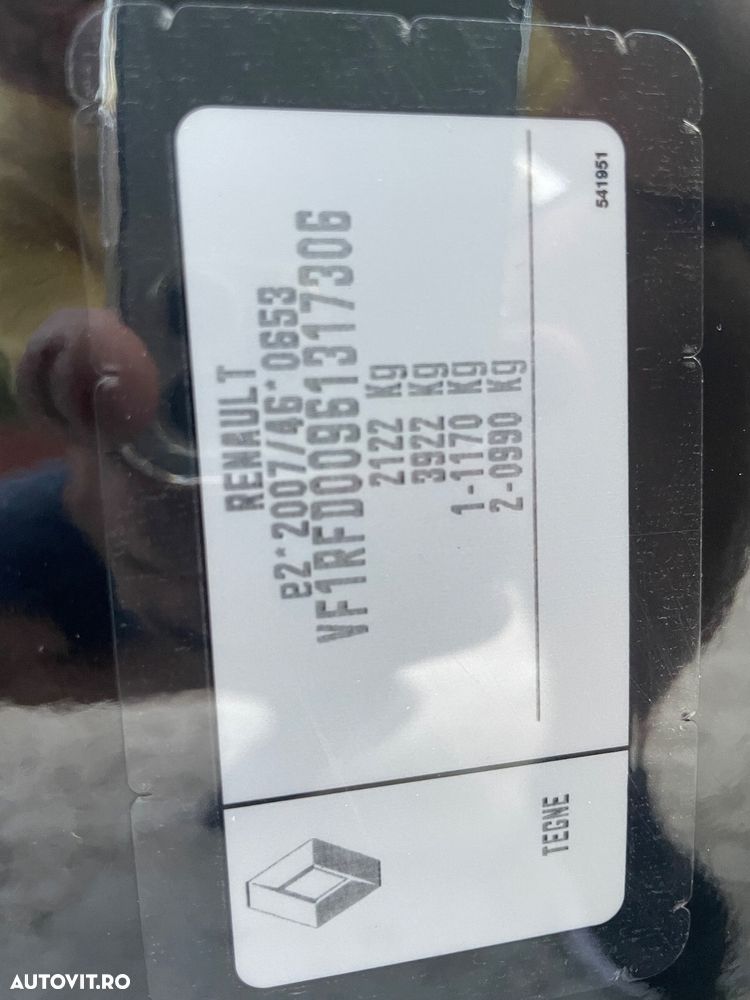 RENAULT
e2*2007/46*0653
VF1RFD00961317306
2122 Kg
3922 Kg
1-1170 Kg
2-0990 Kg
TEGNE
541951
AUTOVIT.RO